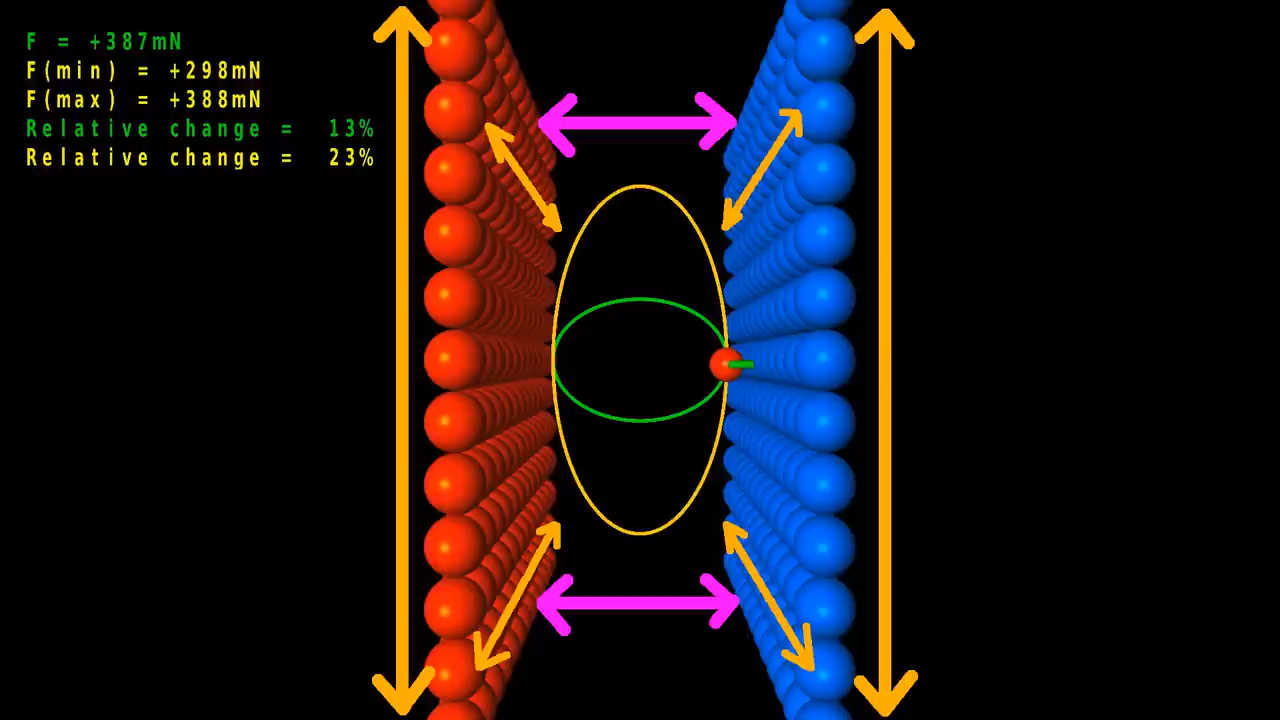 F = +387mN
F(min) = +298mN
F(max) = +388mN
Relative change = 13%
Relative change = 23%